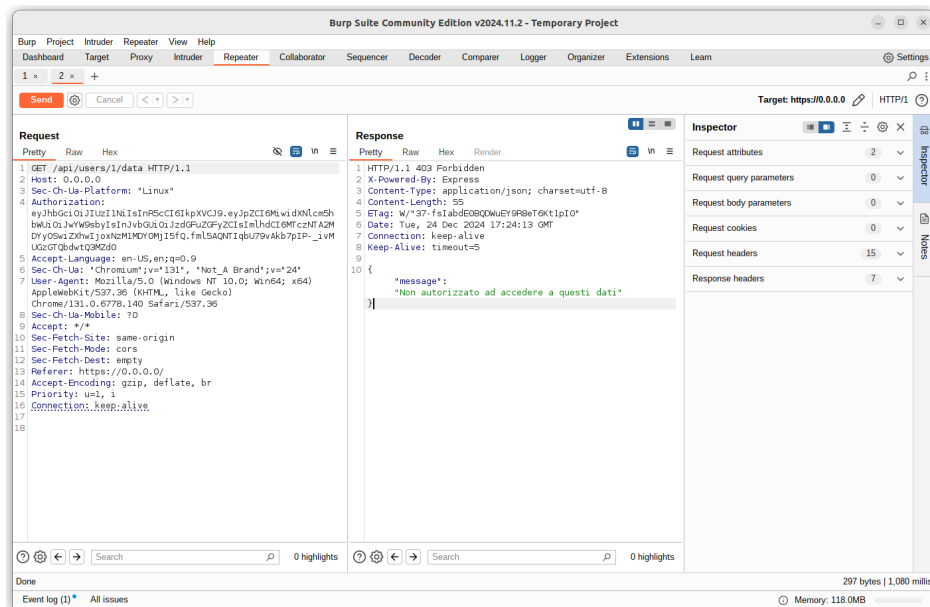 Burp Suite Community Edition v2024.11.2 - Temporary Project
Burp Project Intruder Repeater View Help
Dashboard Target Proxy Intruder Repeater Collaborator Sequencer Decoder Comparer Logger Organizer Extensions Learn Settings
1 × 2 × +
Send Cancel < > Target: https://0.0.0.0 HTTP/1
Request
Pretty Raw Hex \n
1 GET /api/users/1/data HTTP/1.1
2 Host: 0.0.0.0
3 Sec-Ch-Ua-Platform: "Linux"
4 Authorization:
eyJhbGciOiJIUzI1NiIsInR5cCI6IkpXVCJ9.eyJpZCI6MiwidXNlcm5h
bWUiOiJwYW9sbyIsInJvbGUiOiJzdGFuZGFyZCIsImlhdCI6MTczNTA2M
DYyOSwiZXhwIjoxNzM1MDY0MjI5fQ.fml5AQNTIqbU79vAkb7pIP-_ivM
UGzGTQbdwtQ3MZd0
5 Accept-Language: en-US,en;q=0.9
6 Sec-Ch-Ua: "Chromium";v="131", "Not_A Brand";v="24"
7 User-Agent: Mozilla/5.0 (Windows NT 10.0; Win64; x64)
AppleWebKit/537.36 (KHTML, like Gecko)
Chrome/131.0.6778.140 Safari/537.36
8 Sec-Ch-Ua-Mobile: ?0
9 Accept: */*
10 Sec-Fetch-Site: same-origin
11 Sec-Fetch-Mode: cors
12 Sec-Fetch-Dest: empty
13 Referer: https://0.0.0.0/
14 Accept-Encoding: gzip, deflate, br
15 Priority: u=1, i
16 Connection: keep-alive
17
18
Search 0 highlights
Response
Pretty Raw Hex Render \n
1 HTTP/1.1 403 Forbidden
2 X-Powered-By: Express
3 Content-Type: application/json; charset=utf-8
4 Content-Length: 55
5 ETag: W/"37-fsIabdE0BQDWuEY9R8eT6Kt1pI0"
6 Date: Tue, 24 Dec 2024 17:24:13 GMT
7 Connection: keep-alive
8 Keep-Alive: timeout=5
9
10 {
"message":
"Non autorizzato ad accedere a questi dati"
}
Search 0 highlights
Inspector
Request attributes 2
Request query parameters 0
Request body parameters 0
Request cookies 0
Request headers 15
Response headers 7
Inspector
Notes
Done 297 bytes | 1,080 millis
Event log (1) All issues Memory: 118.0MB